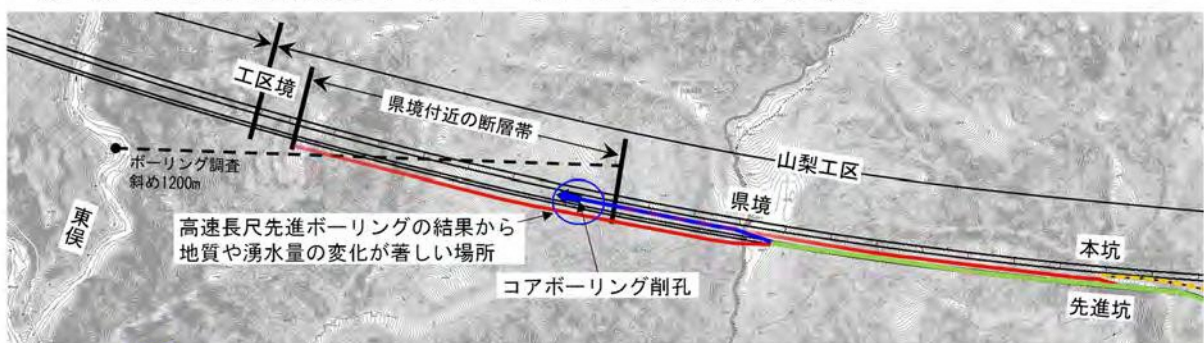 工区境
県境付近の断層帯
山梨工区
ボーリング調査
斜め1200m
県境
東俣
高速長尺先進ボーリングの結果から
地質や湧水量の変化が著しい場所
本坑
コアボーリング削孔
先進坑